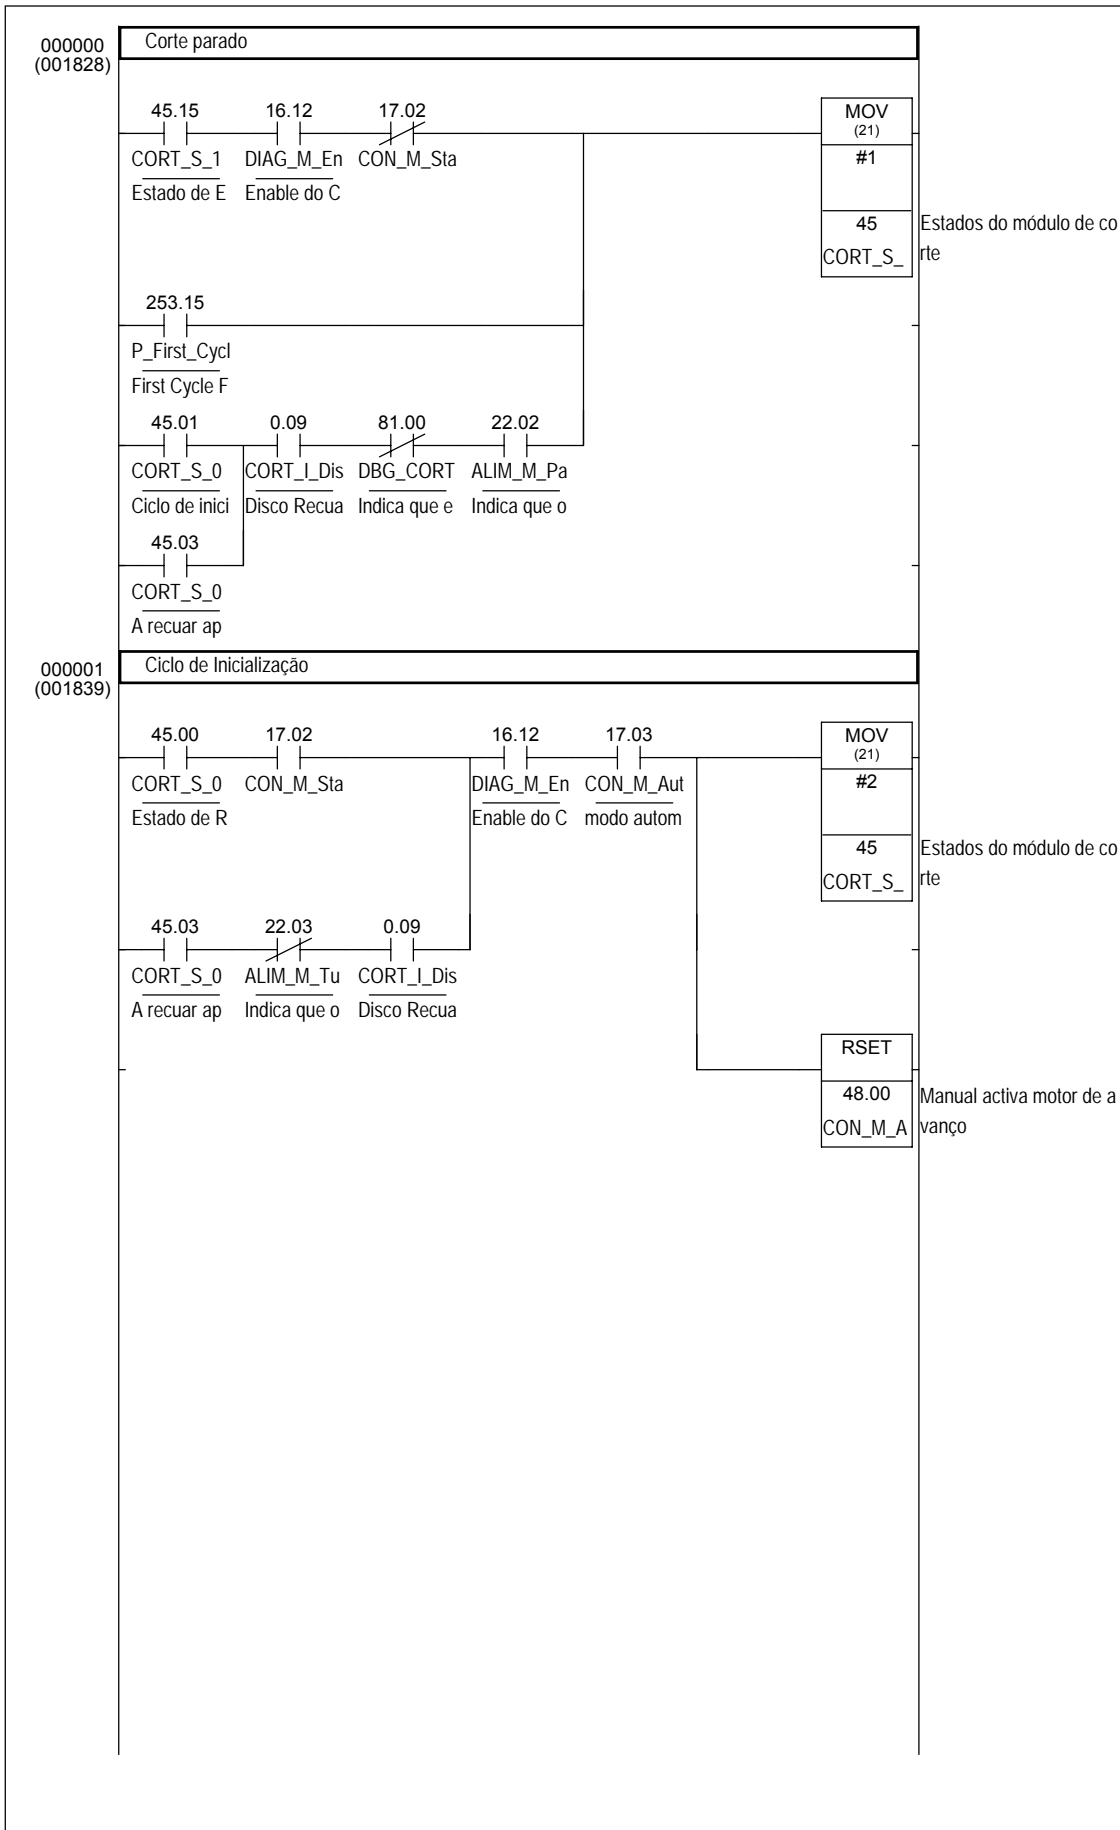 000000
(001828)
Corte parado
45.15 16.12 17.02
CORT_S_1 DIAG_M_En CON_M_Sta
Estado de E Enable do C
MOV
(21)
#1
45
CORT_S_
Estados do módulo de co
rte
253.15
P_First_Cycl
First Cycle F
45.01 0.09 81.00 22.02
CORT_S_0 CORT_I_Dis DBG_CORT ALIM_M_Pa
Ciclo de inici Disco Recua Indica que e Indica que o
45.03
CORT_S_0
A recuar ap
000001
(001839)
Ciclo de Inicialização
45.00 17.02 16.12 17.03
CORT_S_0 CON_M_Sta DIAG_M_En CON_M_Aut
Estado de R Enable do C modo autom
MOV
(21)
#2
45
CORT_S_
Estados do módulo de co
rte
45.03 22.03 0.09
CORT_S_0 ALIM_M_Tu CORT_I_Dis
A recuar ap Indica que o Disco Recua
RSET
48.00
CON_M_A
Manual activa motor de a
vanço